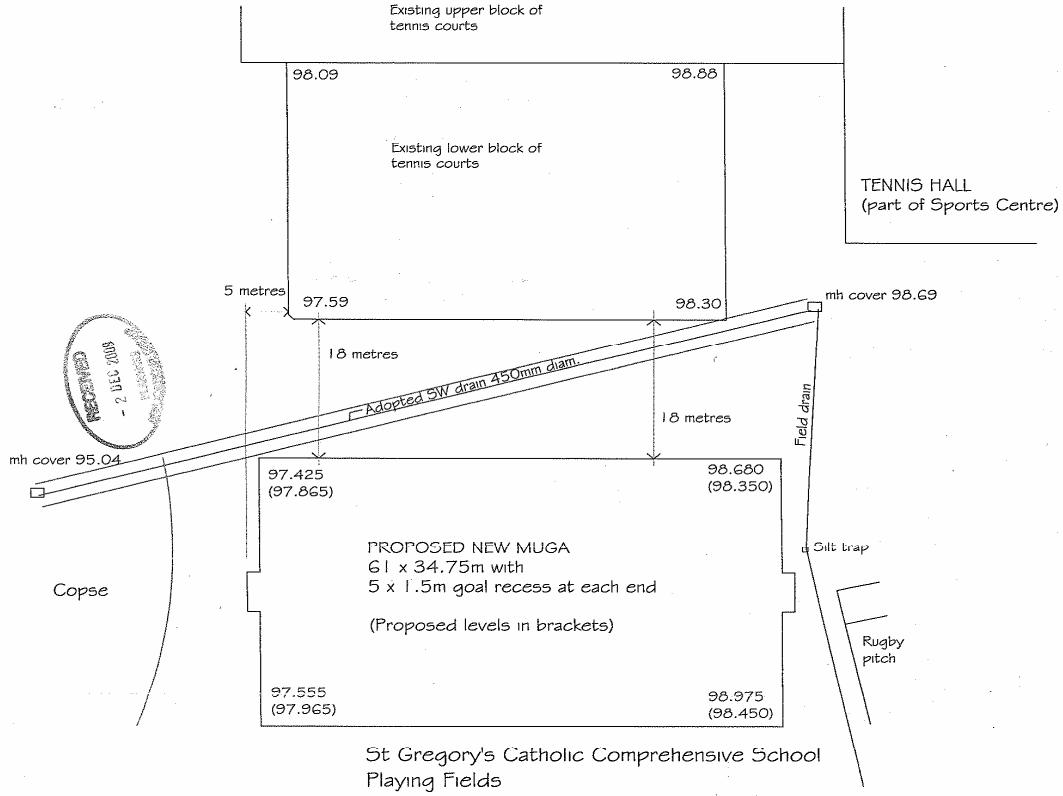 Existing upper block of
tennis courts
98.09
98.88
Existing lower block of
tennis courts
TENNIS HALL
(part of Sports Centre)
5 metres
97.59
98.30
mh cover 98.69
18 metres
Adopted SW drain 450mm diam.
Field drain
18 metres
RECEIVED
- 2 DEC 2009
mh cover 95.04
97.425
(97.865)
98.680
(98.350)
Silt trap
PROPOSED NEW MUGA
61 x 34.75m with
5 x 1.5m goal recess at each end
(Proposed levels in brackets)
Copse
Rugby
pitch
97.555
(97.965)
98.975
(98.450)
St Gregory's Catholic Comprehensive School
Playing Fields